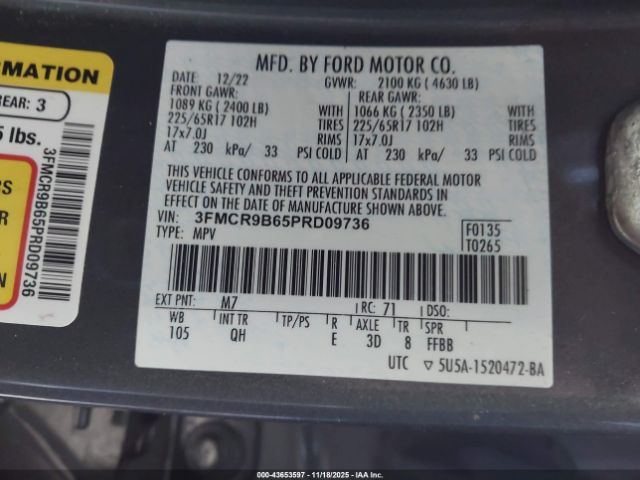 ORMATION
REAR: 3
5 lbs.
3FMCR9B65PRD09736
MFD. BY FORD MOTOR CO.
DATE: 12/22 GVWR: 2100 KG ( 4630 LB)
FRONT GAWR: REAR GAWR:
1089 KG ( 2400 LB) WITH 1066 KG ( 2350 LB) WITH
225/65R17 102H TIRES 225/65R17 102H TIRES
17x7.0J RIMS 17x7.0J RIMS
AT 230 kPa/ 33 PSI COLD AT 230 kPa/ 33 PSI COLD
THIS VEHICLE CONFORMS TO ALL APPLICABLE FEDERAL MOTOR
VEHICLE SAFETY AND THEFT PREVENTION STANDARDS IN
EFFECT ON THE DATE OF MANUFACTURE SHOWN ABOVE.
VIN: 3FMCR9B65PRD09736 F0135
TYPE: MPV T0265
EXT PNT: M7 RC: 71 DSO:
WB INT TR TP/PS R AXLE TR SPR
105 QH E 3D 8 FFBB
UTC ▽ 5U5A-1520472-BA
000-43653597 - 11/18/2025 - IAA Inc.